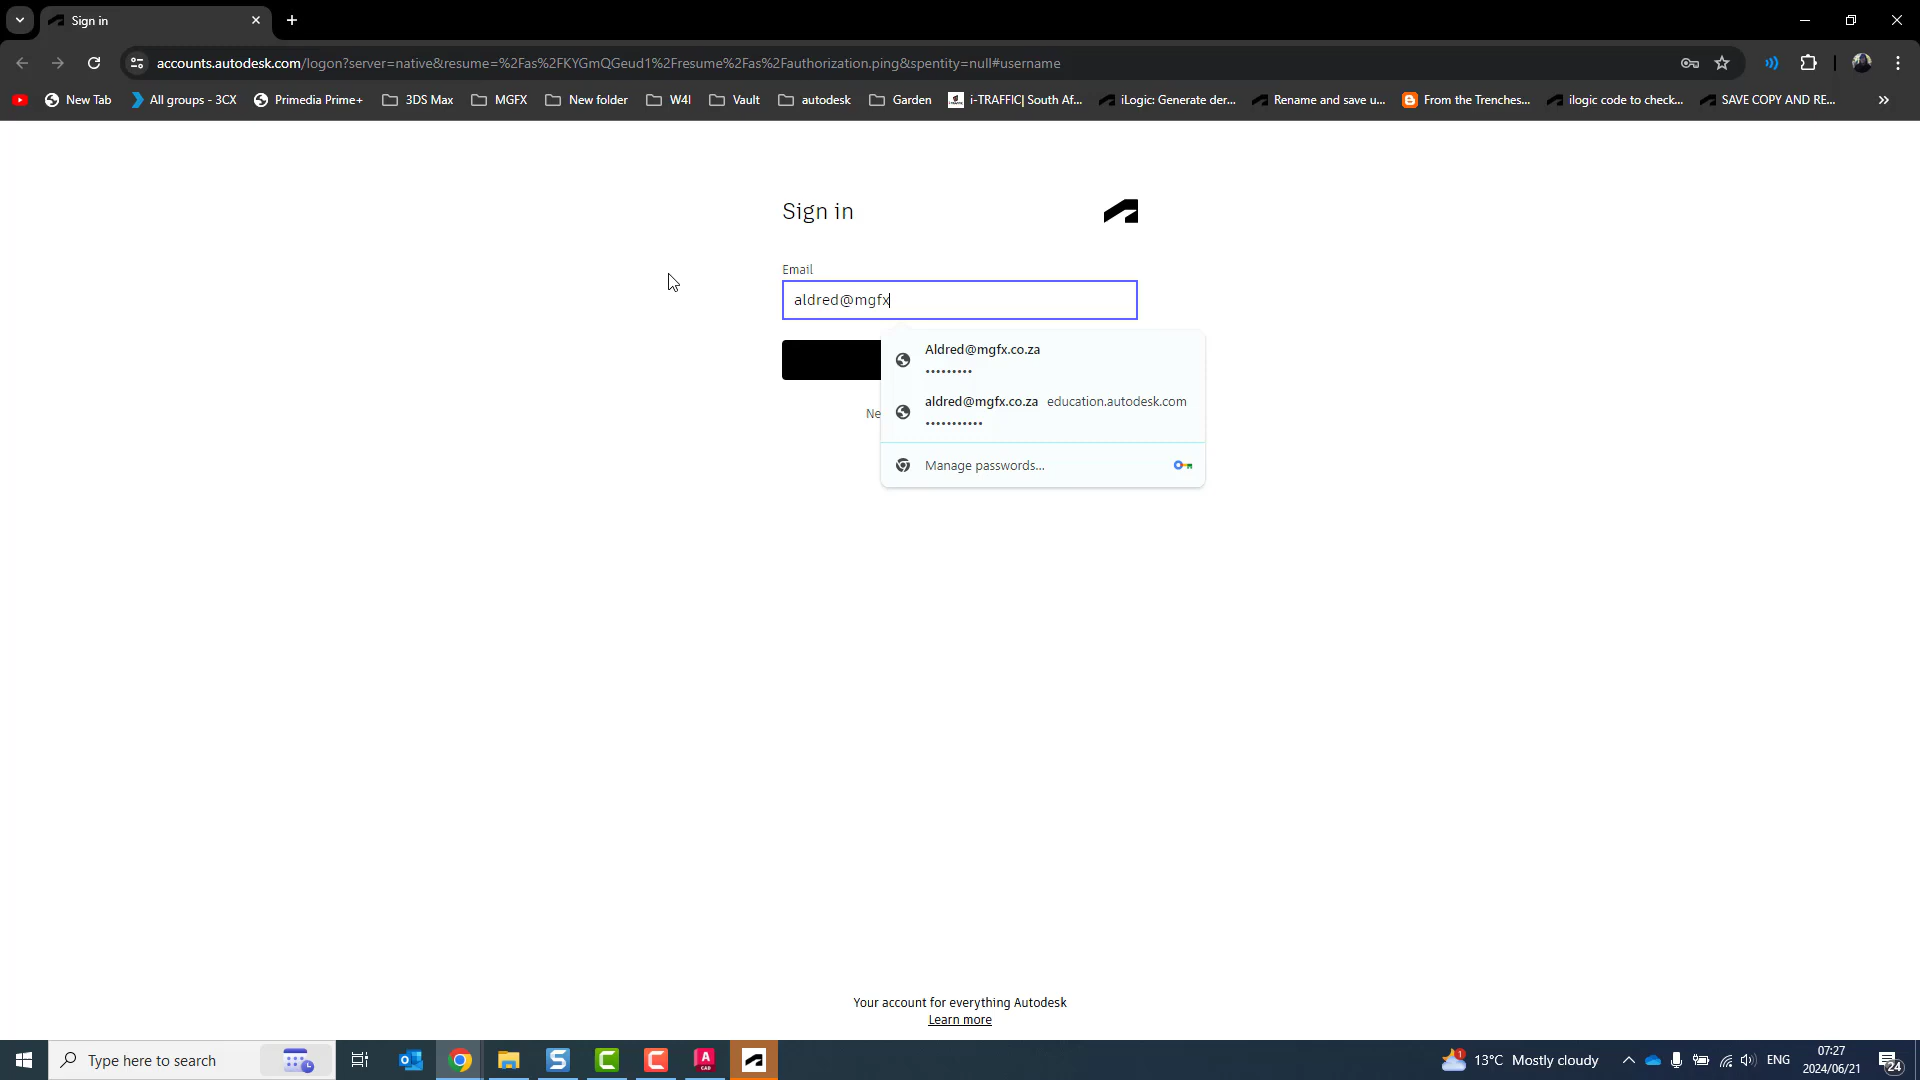 Sign in
accounts.autodesk.com/logon?server=native&resume=%2Fas%2FKYGmQGeud1%2Fresume%2Fas%2Fauthorization.ping&spentity=null#username
New Tab
All groups - 3CX
Primedia Prime+
3DS Max
MGFX
New folder
W4I
Vault
autodesk
Garden
i-TRAFFIC| South Af...
iLogic: Generate der...
Rename and save u...
From the Trenches...
ilogic code to check...
SAVE COPY AND RE...
»
Sign in
Email
aldred@mgfx
Aldred@mgfx.co.za
•••••••••
aldred@mgfx.co.za education.autodesk.com
•••••••••••
Ne
Manage passwords...
Your account for everything Autodesk
Learn more
Type here to search
S
C
C
A
CAD
1
13°C Mostly cloudy
ENG
07:27
2024/06/21
24